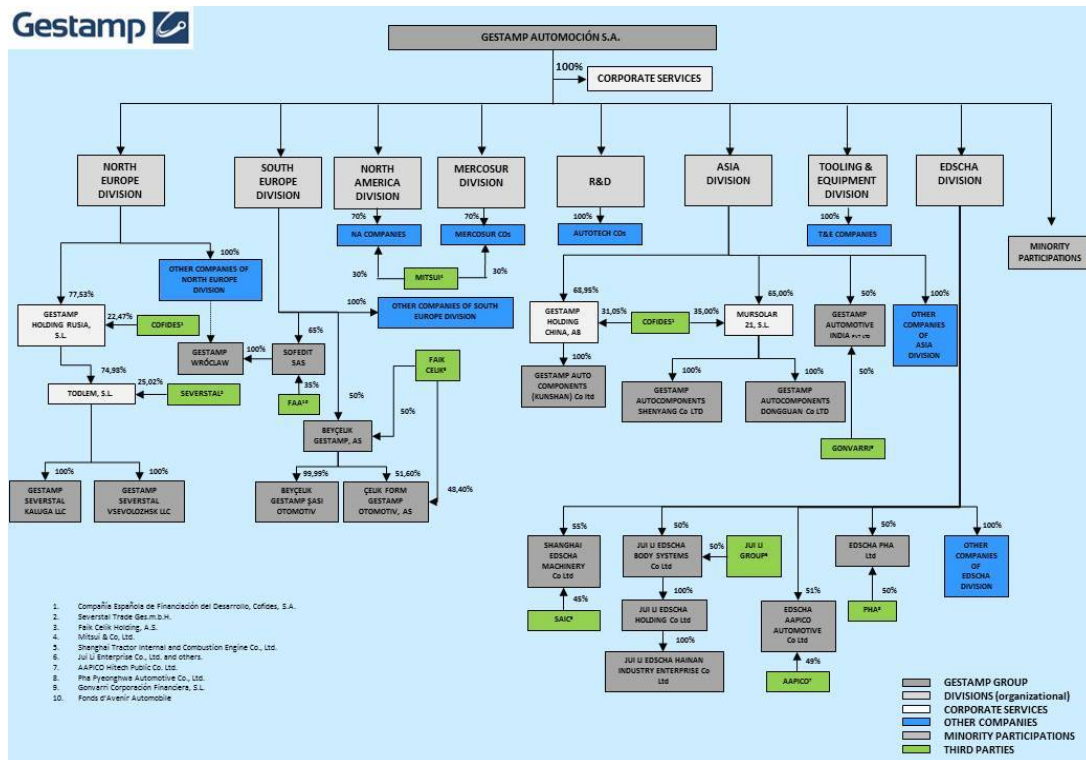 Gestamp
GESTAMP AUTOMOCIÓN S.A.
100%
CORPORATE SERVICES
NORTH
EUROPE
DIVISION
SOUTH
EUROPE
DIVISION
NORTH
AMERICA
DIVISION
MERCOSUR
DIVISION
R&D
ASIA
DIVISION
TOOLING &
EQUIPMENT
DIVISION
EDSCHA
DIVISION
MINORITY
PARTICIPATIONS
70%
NA COMPANIES
70%
MERCOSUR COs
100%
AUTOTECH COs
100%
T&E COMPANIES
30%
MITSUI⁴
30%
100%
OTHER COMPANIES OF
NORTH EUROPE
DIVISION
77,53%
GESTAMP
HOLDING RUSIA,
S.L.
22,47%
COFIDES¹
74,98%
TODLEM, S.L.
25,02%
SEVERSTAL²
100%
GESTAMP
SEVERSTAL
KALUGA LLC
100%
GESTAMP
SEVERSTAL
VSEVOLOZHSK LLC
GESTAMP
WRÓCLAW
100%
65%
SOFEDIT
SAS
35%
FAA¹⁰
100%
OTHER COMPANIES OF SOUTH
EUROPE DIVISION
FAIK
CELIK³
50%
50%
BEYÇELIK
GESTAMP, AS
99,99%
BEYÇELIK
GESTAMP ŞASI
OTOMOTIV
51,60%
ÇELIK FORM
GESTAMP
OTOMOTIV, AS
48,40%
68,95%
GESTAMP
HOLDING
CHINA, AB
31,05%
COFIDES¹
35,00%
65,00%
MURSOLAR
21, S.L.
100%
GESTAMP AUTO
COMPONENTS
(KUNSHAN) Co ltd
100%
GESTAMP
AUTOCOMPONENTS
SHENYANG Co LTD
100%
GESTAMP
AUTOCOMPONENTS
DONGGUAN Co LTD
50%
GESTAMP
AUTOMOTIVE
INDIA
50%
GONVARRI⁹
100%
OTHER
COMPANIES
OF
ASIA
DIVISION
55%
SHANGHAI
EDSCHA
MACHINERY
Co Ltd
45%
SAIC⁵
50%
JUI LI EDSCHA
BODY SYSTEMS
Co Ltd
50%
JUI LI
GROUP⁶
100%
JUI LI EDSCHA
HOLDING Co Ltd
100%
JUI LI EDSCHA HAINAN
INDUSTRY ENTERPRISE Co
Ltd
51%
EDSCHA
AAPICO
AUTOMOTIVE
Co Ltd
49%
AAPICO⁷
50%
EDSCHA PHA
Ltd
50%
PHA⁸
100%
OTHER
COMPANIES
OF
EDSCHA
DIVISION
1. Compañía Española de Financiación del Desarrollo, Cofides, S.A.
2. Severstal Trade Ges.m.b.H.
3. Faik Celik Holding, A.S.
4. Mitsui & Co, Ltd.
5. Shanghai Tractor Internal and Combustion Engine Co., Ltd.
6. Jui Li Enterprise Co., Ltd. and others.
7. AAPICO Hitech Public Co. Ltd.
8. Pha Pyeonghwa Automotive Co., Ltd.
9. Gonvarri Corporación Financiera, S.L.
10. Fonds d'Avenir Automobile
GESTAMP GROUP
DIVISIONS (organizational)
CORPORATE SERVICES
OTHER COMPANIES
MINORITY PARTICIPATIONS
THIRD PARTIES